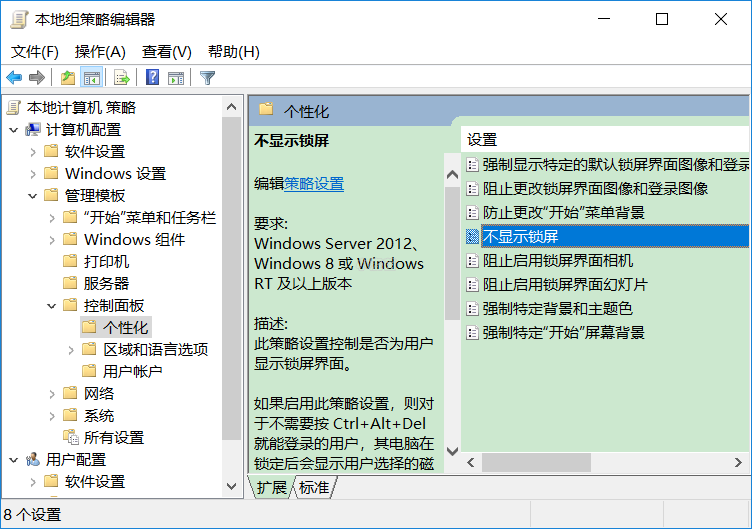 本地组策略编辑器
文件(F) 操作(A) 查看(V) 帮助(H)
本地计算机 策略
计算机配置
软件设置
Windows 设置
管理模板
“开始”菜单和任务栏
Windows 组件
打印机
服务器
控制面板
个性化
区域和语言选项
用户帐户
网络
系统
所有设置
用户配置
软件设置
个性化
不显示锁屏
编辑策略设置
要求:
Windows Server 2012、
Windows 8 或 Windows
RT 及以上版本
描述:
此策略设置控制是否为用户
显示锁屏界面。
如果启用此策略设置，则对
于不需要按 Ctrl+Alt+Del
就能登录的用户，其电脑在
锁定后会显示用户选择的磁
设置
强制显示特定的默认锁屏界面图像和登录
阻止更改锁屏界面图像和登录图像
防止更改“开始”菜单背景
不显示锁屏
阻止启用锁屏界面相机
阻止启用锁屏界面幻灯片
强制特定背景和主题色
强制特定“开始”屏幕背景
扩展 标准
8 个设置